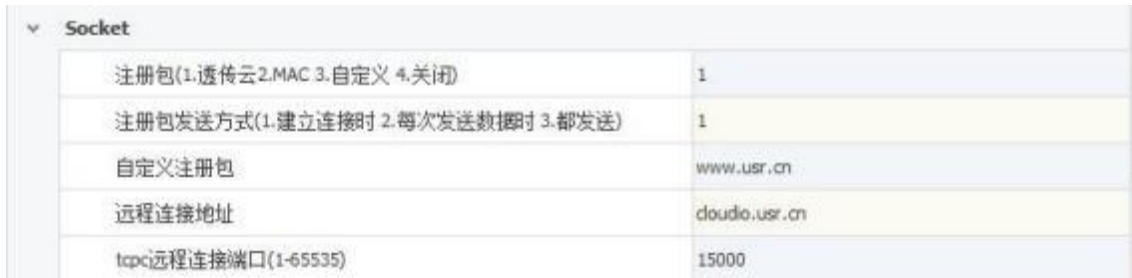 Socket
注册包(1.透传云2.MAC 3.自定义 4.关闭) 1
注册包发送方式(1.建立连接时 2.每次发送数据时 3.都发送) 1
自定义注册包 www.usr.cn
远程连接地址 cloudio.usr.cn
tcpc远程连接端口(1-65535) 15000